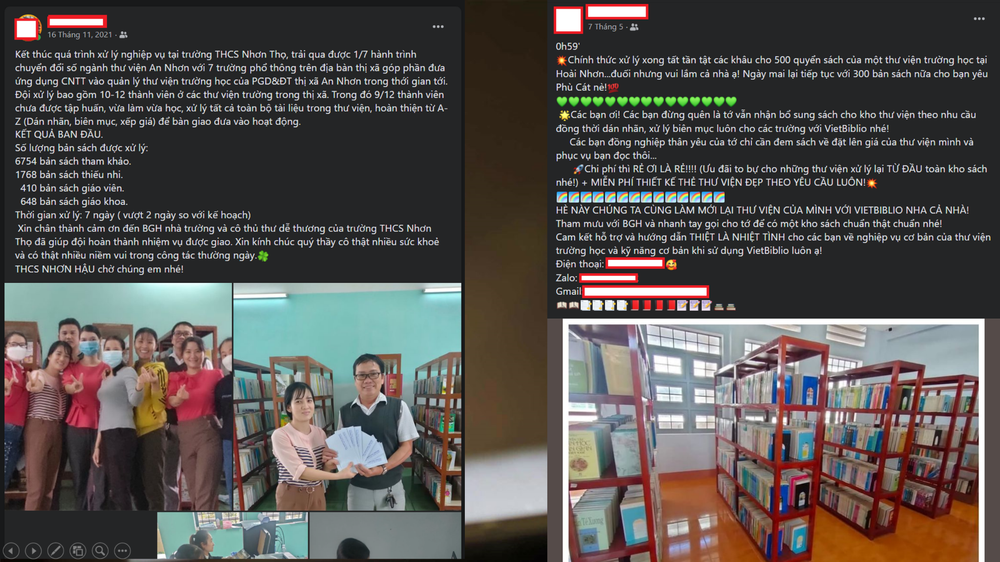 16 Tháng 11, 2021 ·
Kết thúc quá trình xử lý nghiệp vụ tại trường THCS Nhơn Thọ, trải qua được 1/7 hành trình
chuyển đổi số ngành thư viện An Nhơn với 7 trường phổ thông trên địa bàn thị xã góp phần đưa
ứng dụng CNTT vào quản lý thư viện trường học của PGD&ĐT thị xã An Nhơn trong thới gian tới.
Đội xử lý bao gồm 10-12 thành viên ở các thư viện trường trong thị xã. Trong đó 9/12 thành viên
chưa được tập huấn, vừa làm vừa học, xử lý tất cả toàn bộ tài liệu trong thư viện, hoàn thiện từ A-
Z (Dán nhãn, biên mục, xếp giá) để bàn giao đưa vào hoạt động.
KẾT QUẢ BAN ĐẦU.
Số lượng bản sách được xử lý:
6754 bản sách tham khảo.
1768 bản sách thiếu nhi.
410 bản sách giáo viên.
648 bản sách giáo khoa.
Thời gian xử lý: 7 ngày ( vượt 2 ngày so với kế hoạch)
Xin chân thành cảm ơn đến BGH nhà trường và cô thủ thư dễ thương của trường THCS Nhơn
Thọ đã giúp đội hoàn thành nhiệm vụ được giao. Xin kính chúc quý thầy cô thật nhiều sức khoẻ
và có thật nhiều niềm vui trong công tác thường ngày.🍀
THCS NHƠN HẬU chờ chúng em nhé!
7 Tháng 5 ·
0h59'
💥Chính thức xử lý xong tất tần tật các khâu cho 500 quyển sách của một thư viện trường học tại
Hoài Nhơn...đuối nhưng vui lắm cả nhà ạ! Ngày mai lại tiếp tục với 300 bản sách nữa cho bạn yêu
Phù Cát nè!💯
💚💚💚💚💚💚💚💚💚💚💚💚💚💚💚
🌟Các bạn ơi! Các bạn đừng quên là tớ vẫn nhận bổ sung sách cho kho thư viện theo nhu cầu
đồng thời dán nhãn, xử lý biên mục luôn cho các trường với VietBiblio nhé!
Các bạn đồng nghiệp thân yêu của tớ chỉ cần đem sách về đặt lên giá của thư viện mình và
phục vụ bạn đọc thôi...
🚀Chi phí thì RẺ ƠI LÀ RẺ!!!! (Ưu đãi to bự cho những thư viện xử lý lại TỪ ĐẦU toàn kho sách
nhé!) + MIỄN PHÍ THIẾT KẾ THẺ THƯ VIỆN ĐẸP THEO YÊU CẦU LUÔN!💥
🌈🌈🌈🌈🌈🌈🌈🌈🌈🌈🌈🌈🌈🌈
HÈ NÀY CHÚNG TA CÙNG LÀM MỚI LẠI THƯ VIỆN CỦA MÌNH VỚI VIETBIBLIO NHA CẢ NHÀ!
Tham mưu với BGH và nhanh tay gọi cho tớ để có một kho sách chuẩn thật chuẩn nhé!
Cam kết hỗ trợ và hướng dẫn THIỆT LÀ NHIỆT TÌNH cho các bạn về nghiệp vụ cơ bản của thư viện
trường học và kỹ năng cơ bản khi sử dụng VietBiblio luôn ạ!
Điện thoại: 🥰
Zalo:
Gmail
📖📖📑📑📑📑📕📕📕📕📝📝📝📚📚